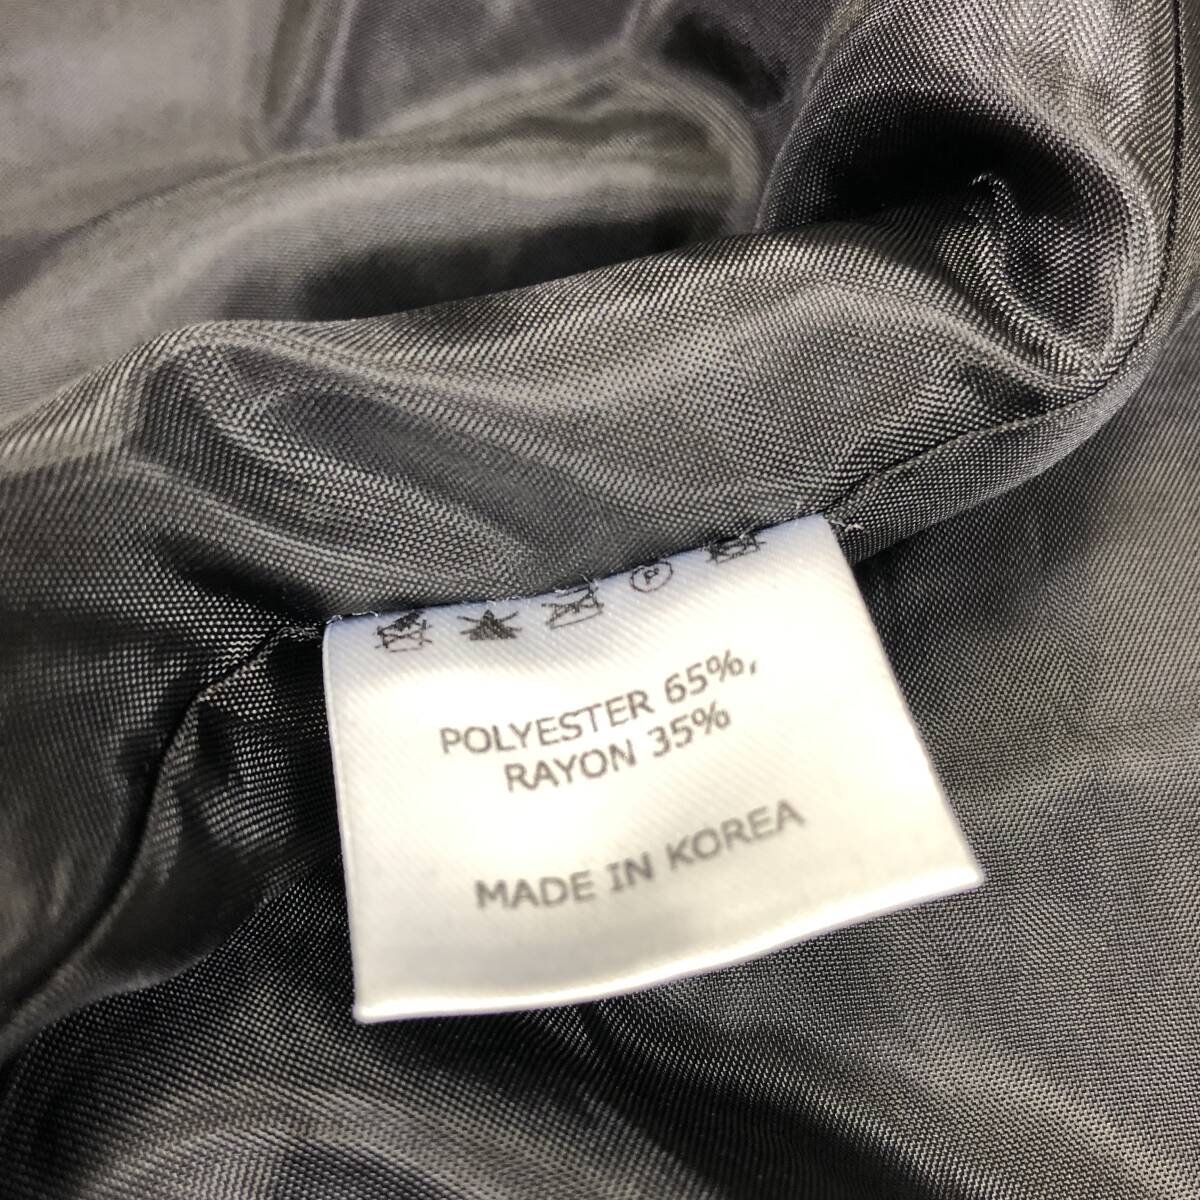 P
POLYESTER 65%,
RAYON 35%
MADE IN KOREA